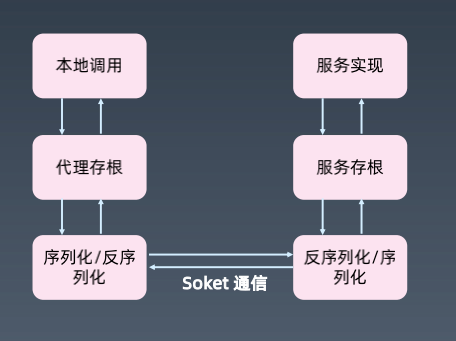 本地调用
服务实现
代理存根
服务存根
序列化/反序
列化
反序列化/序
列化
Soket 通信